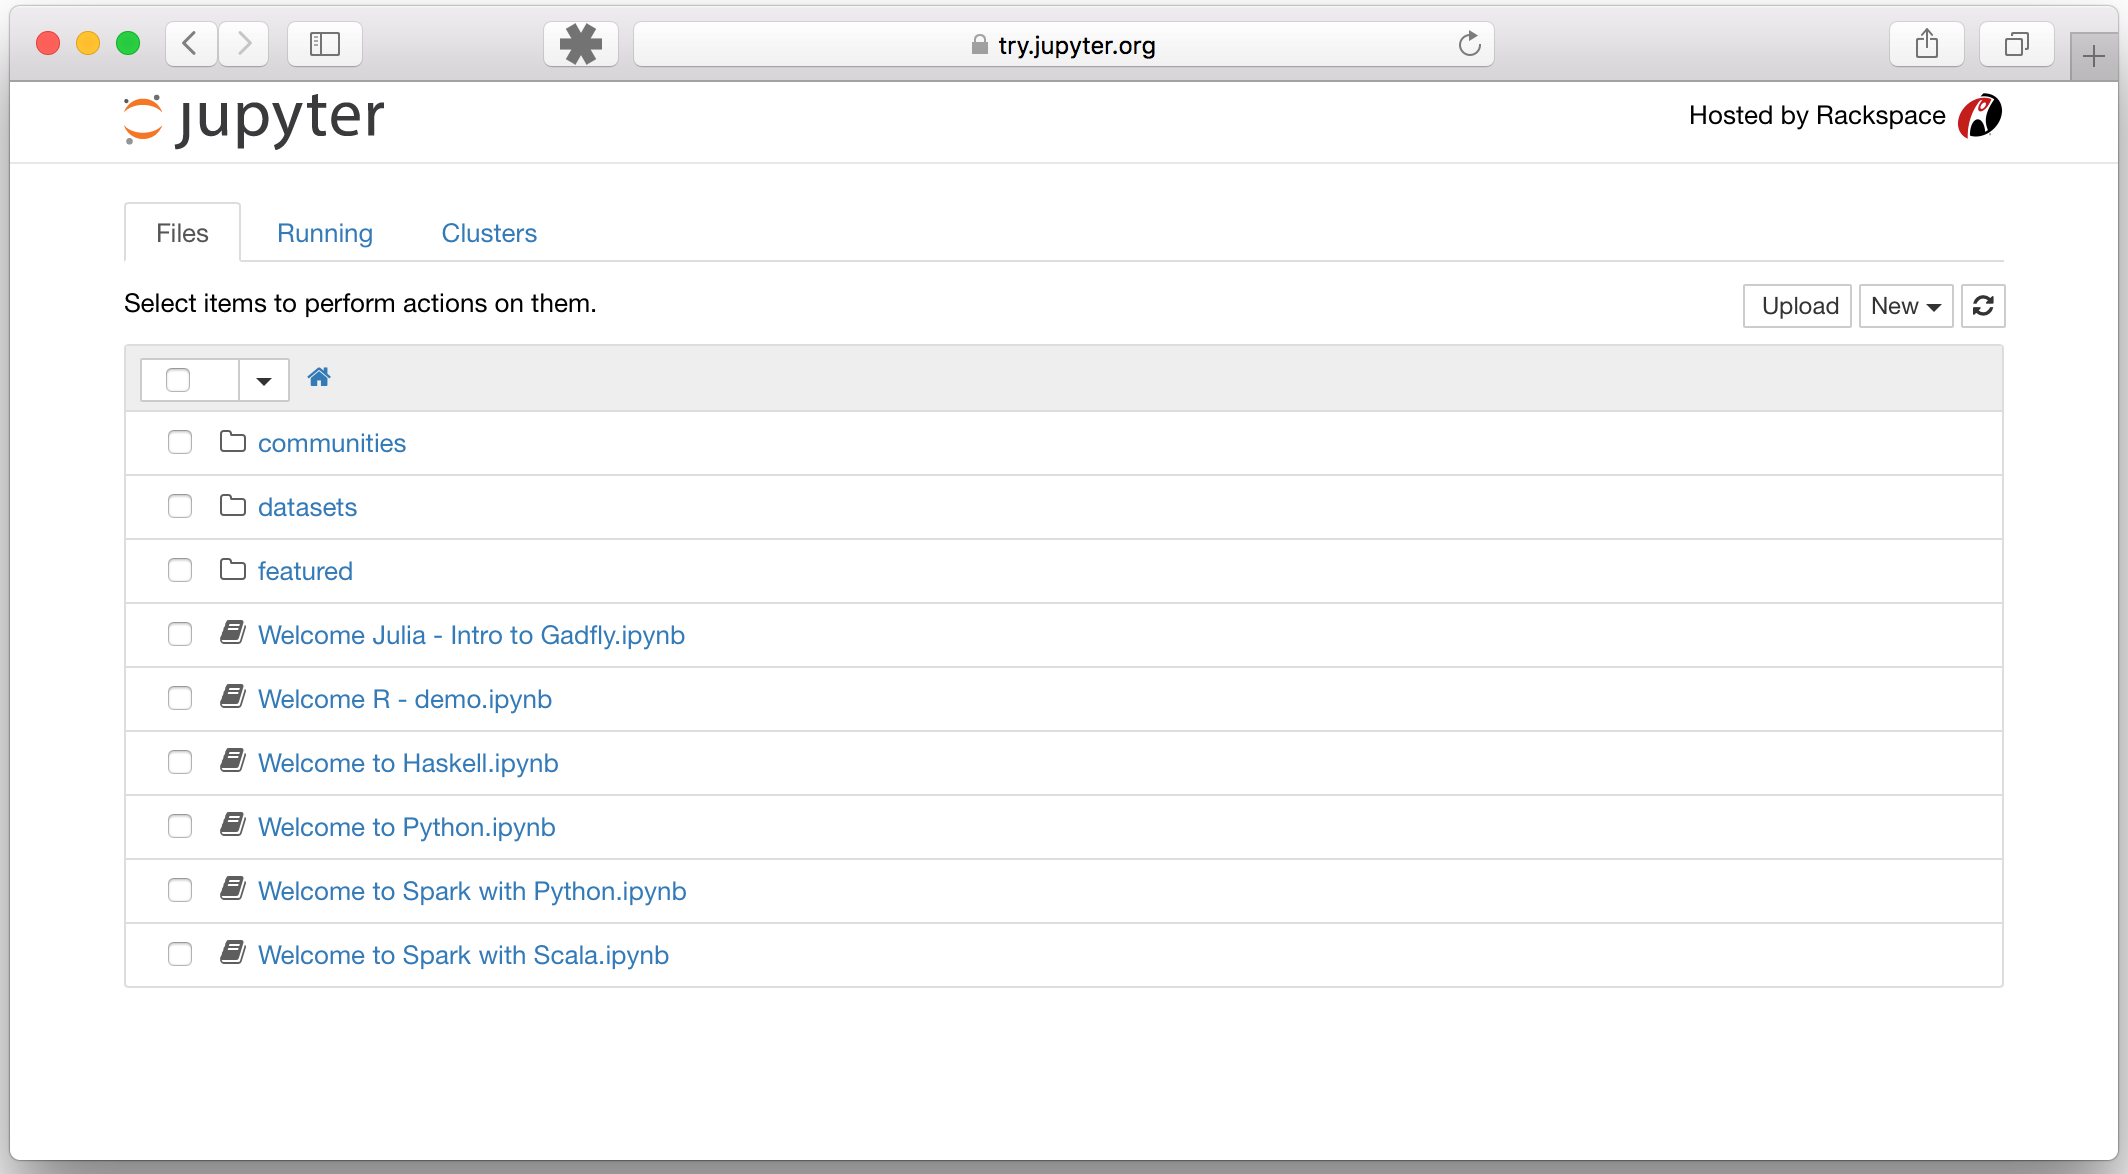 try.jupyter.org
jupyter
Hosted by Rackspace
Files Running Clusters
Select items to perform actions on them.
Upload New
communities
datasets
featured
Welcome Julia - Intro to Gadfly.ipynb
Welcome R - demo.ipynb
Welcome to Haskell.ipynb
Welcome to Python.ipynb
Welcome to Spark with Python.ipynb
Welcome to Spark with Scala.ipynb